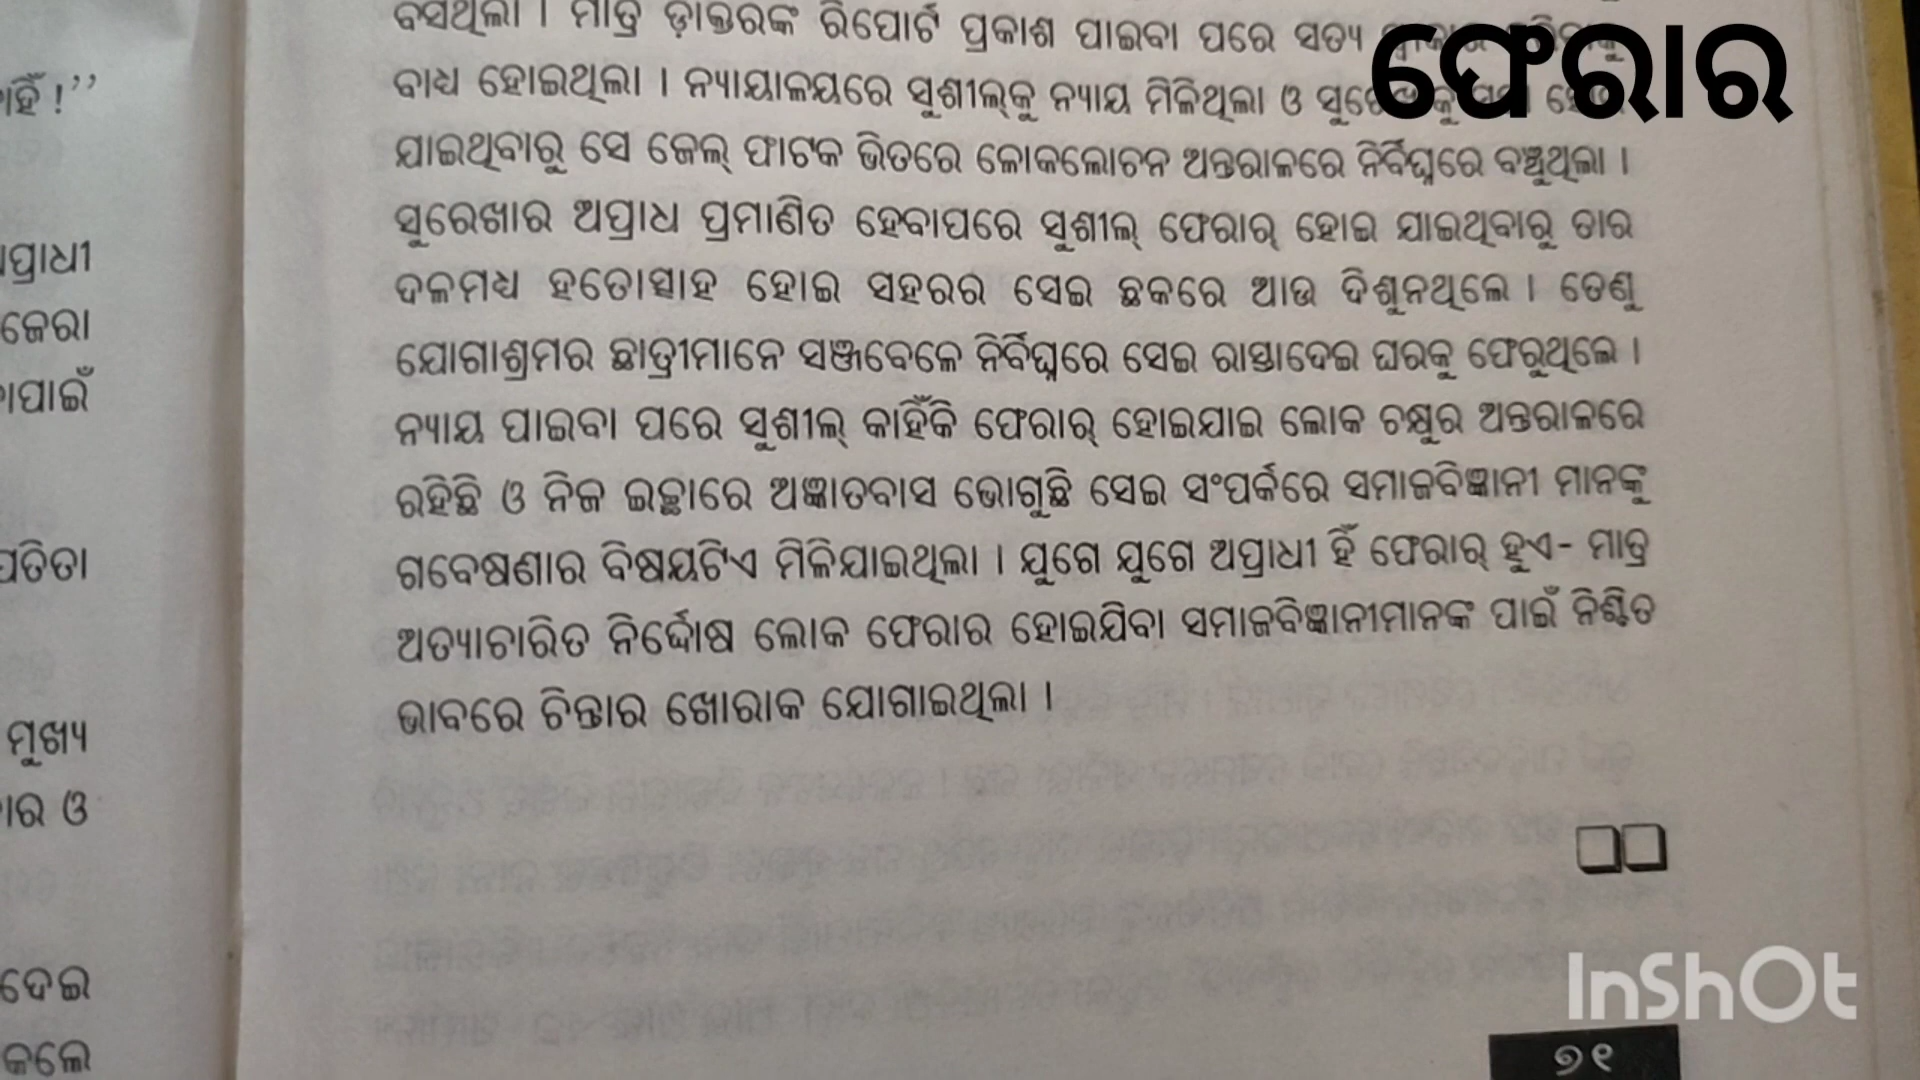 ଫେରାର
ବସିଥିଲା । ମାତ୍ର ଡ଼ାକ୍ତରଙ୍କ ରିପୋର୍ଟ ପ୍ରକାଶ ପାଇବା ପରେ ସତ୍ୟ
ବାଧ୍ୟ ହୋଇଥିଲା । ନ୍ୟାୟାଳୟରେ ସୁଶୀଲ୍‌କୁ ନ୍ୟାୟ ମିଳିଥିଲା ଓ
ଯାଇଥିବାରୁ ସେ ଜେଲ୍ ଫାଟକ ଭିତରେ ଳୋକଲୋଚନ ଅନ୍ତରାଳରେ ନିର୍ବିଘ୍ନରେ ବଞ୍ଚୁଥିଲା ।
ସୁରେଖାର ଅପ୍ରାଧ ପ୍ରମାଣିତ ହେବାପରେ ସୁଶୀଲ୍ ଫେରାର୍ ହୋଇ ଯାଇଥିବାରୁ ତାର
ଦଳମଧ୍ୟ ହତୋତ୍ସାହ ହୋଇ ସହରର ସେଇ ଛକରେ ଆଉ ଦିଶୁନଥିଲେ । ତେଣୁ
ଯୋଗାଶ୍ରମର ଛାତ୍ରୀମାନେ ସଞ୍ଜବେଳେ ନିର୍ବିଘ୍ନରେ ସେଇ ରାସ୍ତାଦେଇ ଘରକୁ ଫେରୁଥିଲେ ।
ନ୍ୟାୟ ପାଇବା ପରେ ସୁଶୀଲ୍ କାହିଁକି ଫେରାର୍ ହୋଇଯାଇ ଲୋକ ଚକ୍ଷୁର ଅନ୍ତରାଳରେ
ରହିଛି ଓ ନିଜ ଇଚ୍ଛାରେ ଅଜ୍ଞାତବାସ ଭୋଗୁଛି ସେଇ ସଂପର୍କରେ ସମାଜବିଜ୍ଞାନୀ ମାନଙ୍କୁ
ଗବେଷଣାର ବିଷୟଟିଏ ମିଳିଯାଇଥିଲା । ଯୁଗେ ଯୁଗେ ଅପ୍ରାଧୀ ହିଁ ଫେରାର୍ ହୁଏ- ମାତ୍ର
ଅତ୍ୟାଚାରିତ ନିର୍ଦ୍ଦୋଷ ଲୋକ ଫେରାର ହୋଇଯିବା ସମାଜବିଜ୍ଞାନୀମାନଙ୍କ ପାଇଁ ନିଶ୍ଚିତ
ଭାବରେ ଚିନ୍ତାର ଖୋରାକ ଯୋଗାଇଥିଲା ।
ମୁଖ୍ୟ
ଓ
ଦେଇ
କଲେ
InShOt
୭୧